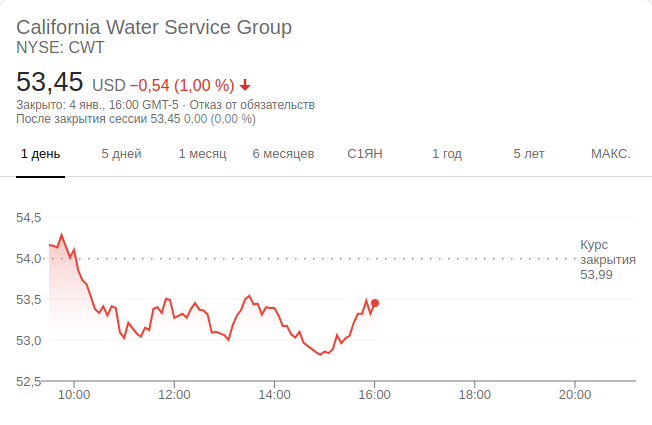 California Water Service Group
NYSE: CWT
53,45 USD −0,54 (1,00 %)
Закрыто: 4 янв., 16:00 GMT-5 · Отказ от обязательств
После закрытия сессии 53,45 0,00 (0,00 %)
1 день 5 дней 1 месяц 6 месяцев С1ЯН 1 год 5 лет МАКС.
54,5
Курс
54,0 закрытия
53,99
53,5
53,0
52,5
10:00 12:00 14:00 16:00 18:00 20:00